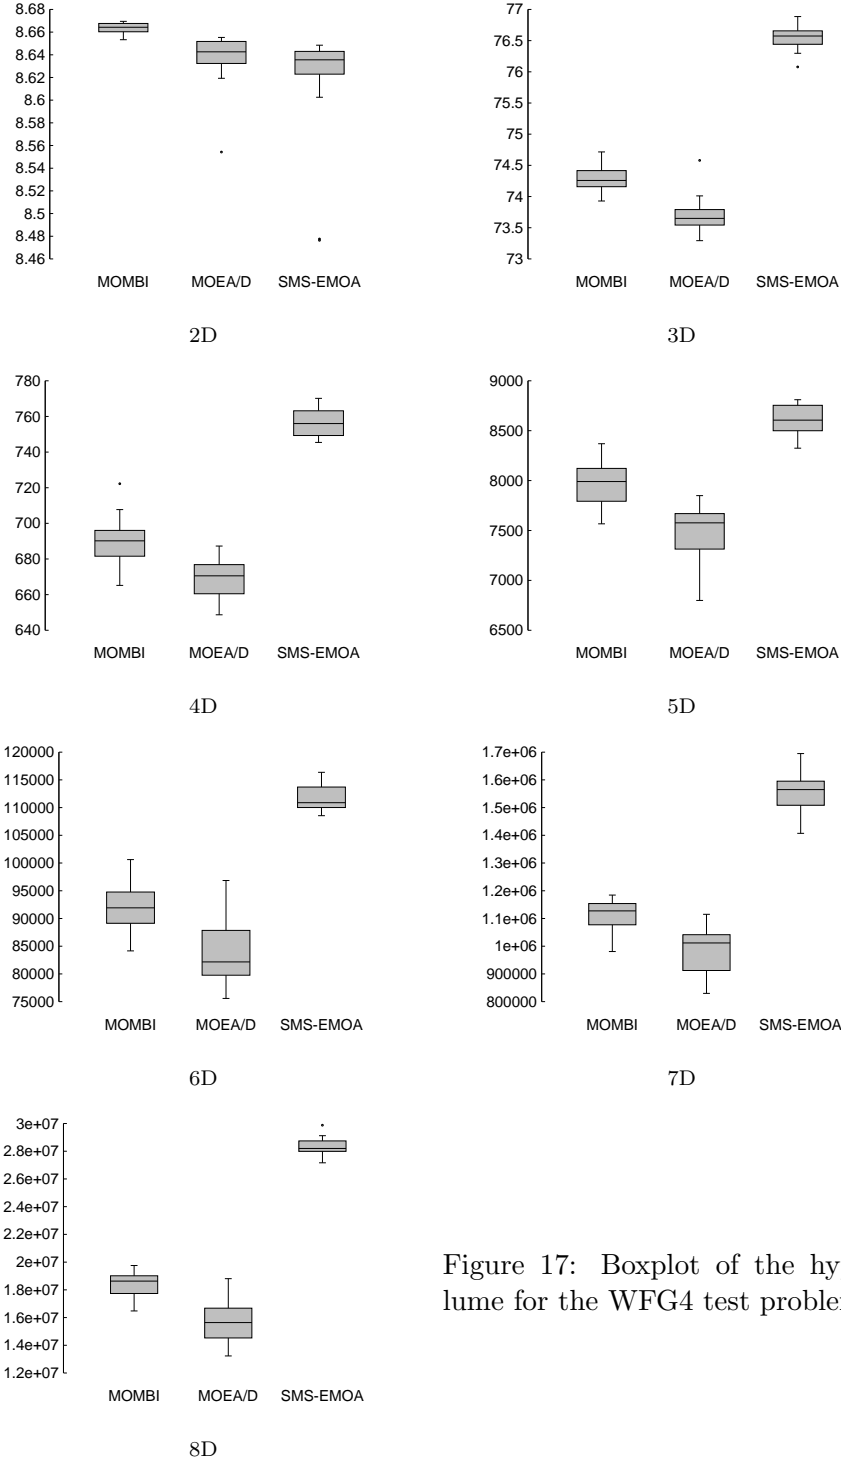 8.68
8.66
8.64
8.62
8.6
8.58
8.56
8.54
8.52
8.5
8.48
8.46
MOMBI MOEA/D SMS-EMOA
2D
77
76.5
76
75.5
75
74.5
74
73.5
73
MOMBI MOEA/D SMS-EMOA
3D
780
760
740
720
700
680
660
640
MOMBI MOEA/D SMS-EMOA
4D
9000
8500
8000
7500
7000
6500
MOMBI MOEA/D SMS-EMOA
5D
120000
115000
110000
105000
100000
95000
90000
85000
80000
75000
MOMBI MOEA/D SMS-EMOA
6D
1.7e+06
1.6e+06
1.5e+06
1.4e+06
1.3e+06
1.2e+06
1.1e+06
1e+06
900000
800000
MOMBI MOEA/D SMS-EMOA
7D
3e+07
2.8e+07
2.6e+07
2.4e+07
2.2e+07
2e+07
1.8e+07
1.6e+07
1.4e+07
1.2e+07
MOMBI MOEA/D SMS-EMOA
8D
Figure 17: Boxplot of the hy
lume for the WFG4 test proble